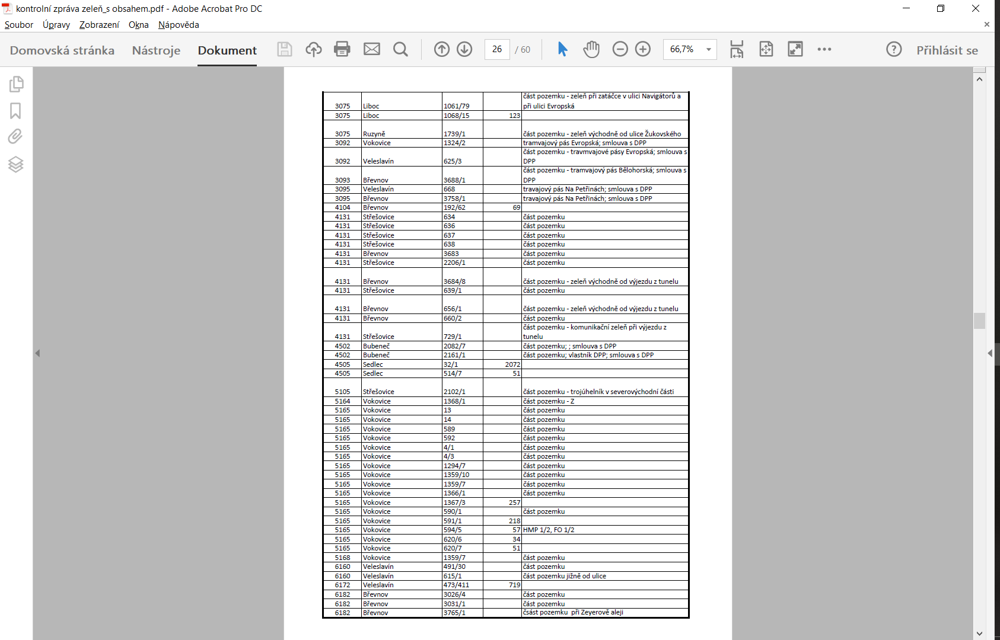 kontrolní zpráva zeleň_s obsahem.pdf - Adobe Acrobat Pro DC
Soubor Úpravy Zobrazení Okna Nápověda
Domovská stránka Nástroje Dokument 26 / 60 66,7% Přihlásit se
část pozemku - zeleň při zatáčce v ulici Navigátorů a
3075 Liboc 1061/79 při ulici Evropská
3075 Liboc 1068/15 123
3075 Ruzyně 1739/1 část pozemku - zeleň východně od ulice Žukovského
3092 Vokovice 1324/2 tramvajový pás Evropská; smlouva s DPP
část pozemku - travmvajové pásy Evropská; smlouva s
3092 Veleslavín 625/3 DPP
část pozemku - tramvajový pás Bělohorská; smlouva s
3093 Břevnov 3688/1 DPP
3095 Veleslavín 668 travajový pás Na Petřinách; smlouva s DPP
3095 Břevnov 3758/1 travajový pás Na Petřinách; smlouva s DPP
4104 Břevnov 192/62 69
4131 Střešovice 634 část pozemku
4131 Střešovice 636 část pozemku
4131 Střešovice 637 část pozemku
4131 Střešovice 638 část pozemku
4131 Břevnov 3683 část pozemku
4131 Střešovice 2206/1 část pozemku
4131 Břevnov 3684/8 část pozemku - zeleň východně od výjezdu z tunelu
4131 Střešovice 639/1 část pozemku
4131 Břevnov 656/1 část pozemku - zeleň východně od výjezdu z tunelu
4131 Břevnov 660/2 část pozemku
část pozemku - komunikační zeleň při výjezdu z
4131 Střešovice 729/1 tunelu
4502 Bubeneč 2082/7 část pozemku; ; smlouva s DPP
4502 Bubeneč 2161/1 část pozemku; vlastník DPP; smlouva s DPP
4505 Sedlec 32/1 2072
4505 Sedlec 514/7 51
5105 Střešovice 2102/1 část pozemku - trojúhelník v severovýchodní části
5164 Vokovice 1368/1 část pozemku - Z
5165 Vokovice 13 část pozemku
5165 Vokovice 14 část pozemku
5165 Vokovice 589 část pozemku
5165 Vokovice 592 část pozemku
5165 Vokovice 4/1 část pozemku
5165 Vokovice 4/3 část pozemku
5165 Vokovice 1294/7 část pozemku
5165 Vokovice 1359/10 část pozemku
5165 Vokovice 1359/7 část pozemku
5165 Vokovice 1366/1 část pozemku
5165 Vokovice 1367/3 257
5165 Vokovice 590/1 část pozemku
5165 Vokovice 591/1 218
5165 Vokovice 594/5 57 HMP 1/2, FO 1/2
5165 Vokovice 620/6 34
5165 Vokovice 620/7 51
5168 Vokovice 1359/7 část pozemku
6160 Veleslavín 491/30 část pozemku
6160 Veleslavín 615/1 část pozemku jižně od ulice
6172 Veleslavín 473/411 719
6182 Břevnov 3026/4 část pozemku
6182 Břevnov 3031/1 část pozemku
6182 Břevnov 3765/1 čsást pozemku při Zeyerově aleji